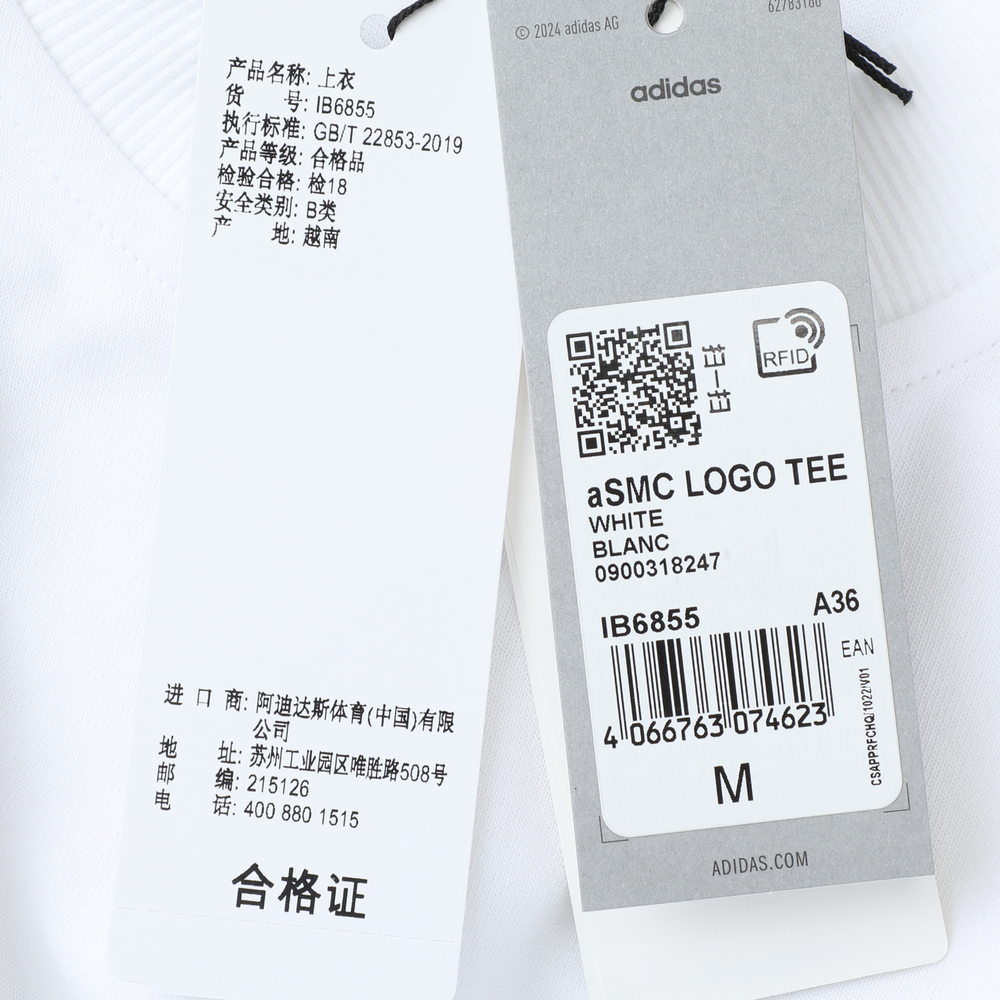 产品名称: 上衣
货 号: IB6855
执行标准: GB/T 22853-2019
产品等级: 合格品
检验合格: 检18
安全类别: B类
产 地: 越南
进 口 商: 阿迪达斯体育(中国)有限
公司
地 址: 苏州工业园区唯胜路508号
邮 编: 215126
电 话: 400 880 1515
合格证
© 2024 adidas AG
adidas
扫一扫
RFID
aSMC LOGO TEE
WHITE
BLANC
0900318247
IB6855
A36
EAN
4 066763 074623
M
ADIDAS.COM